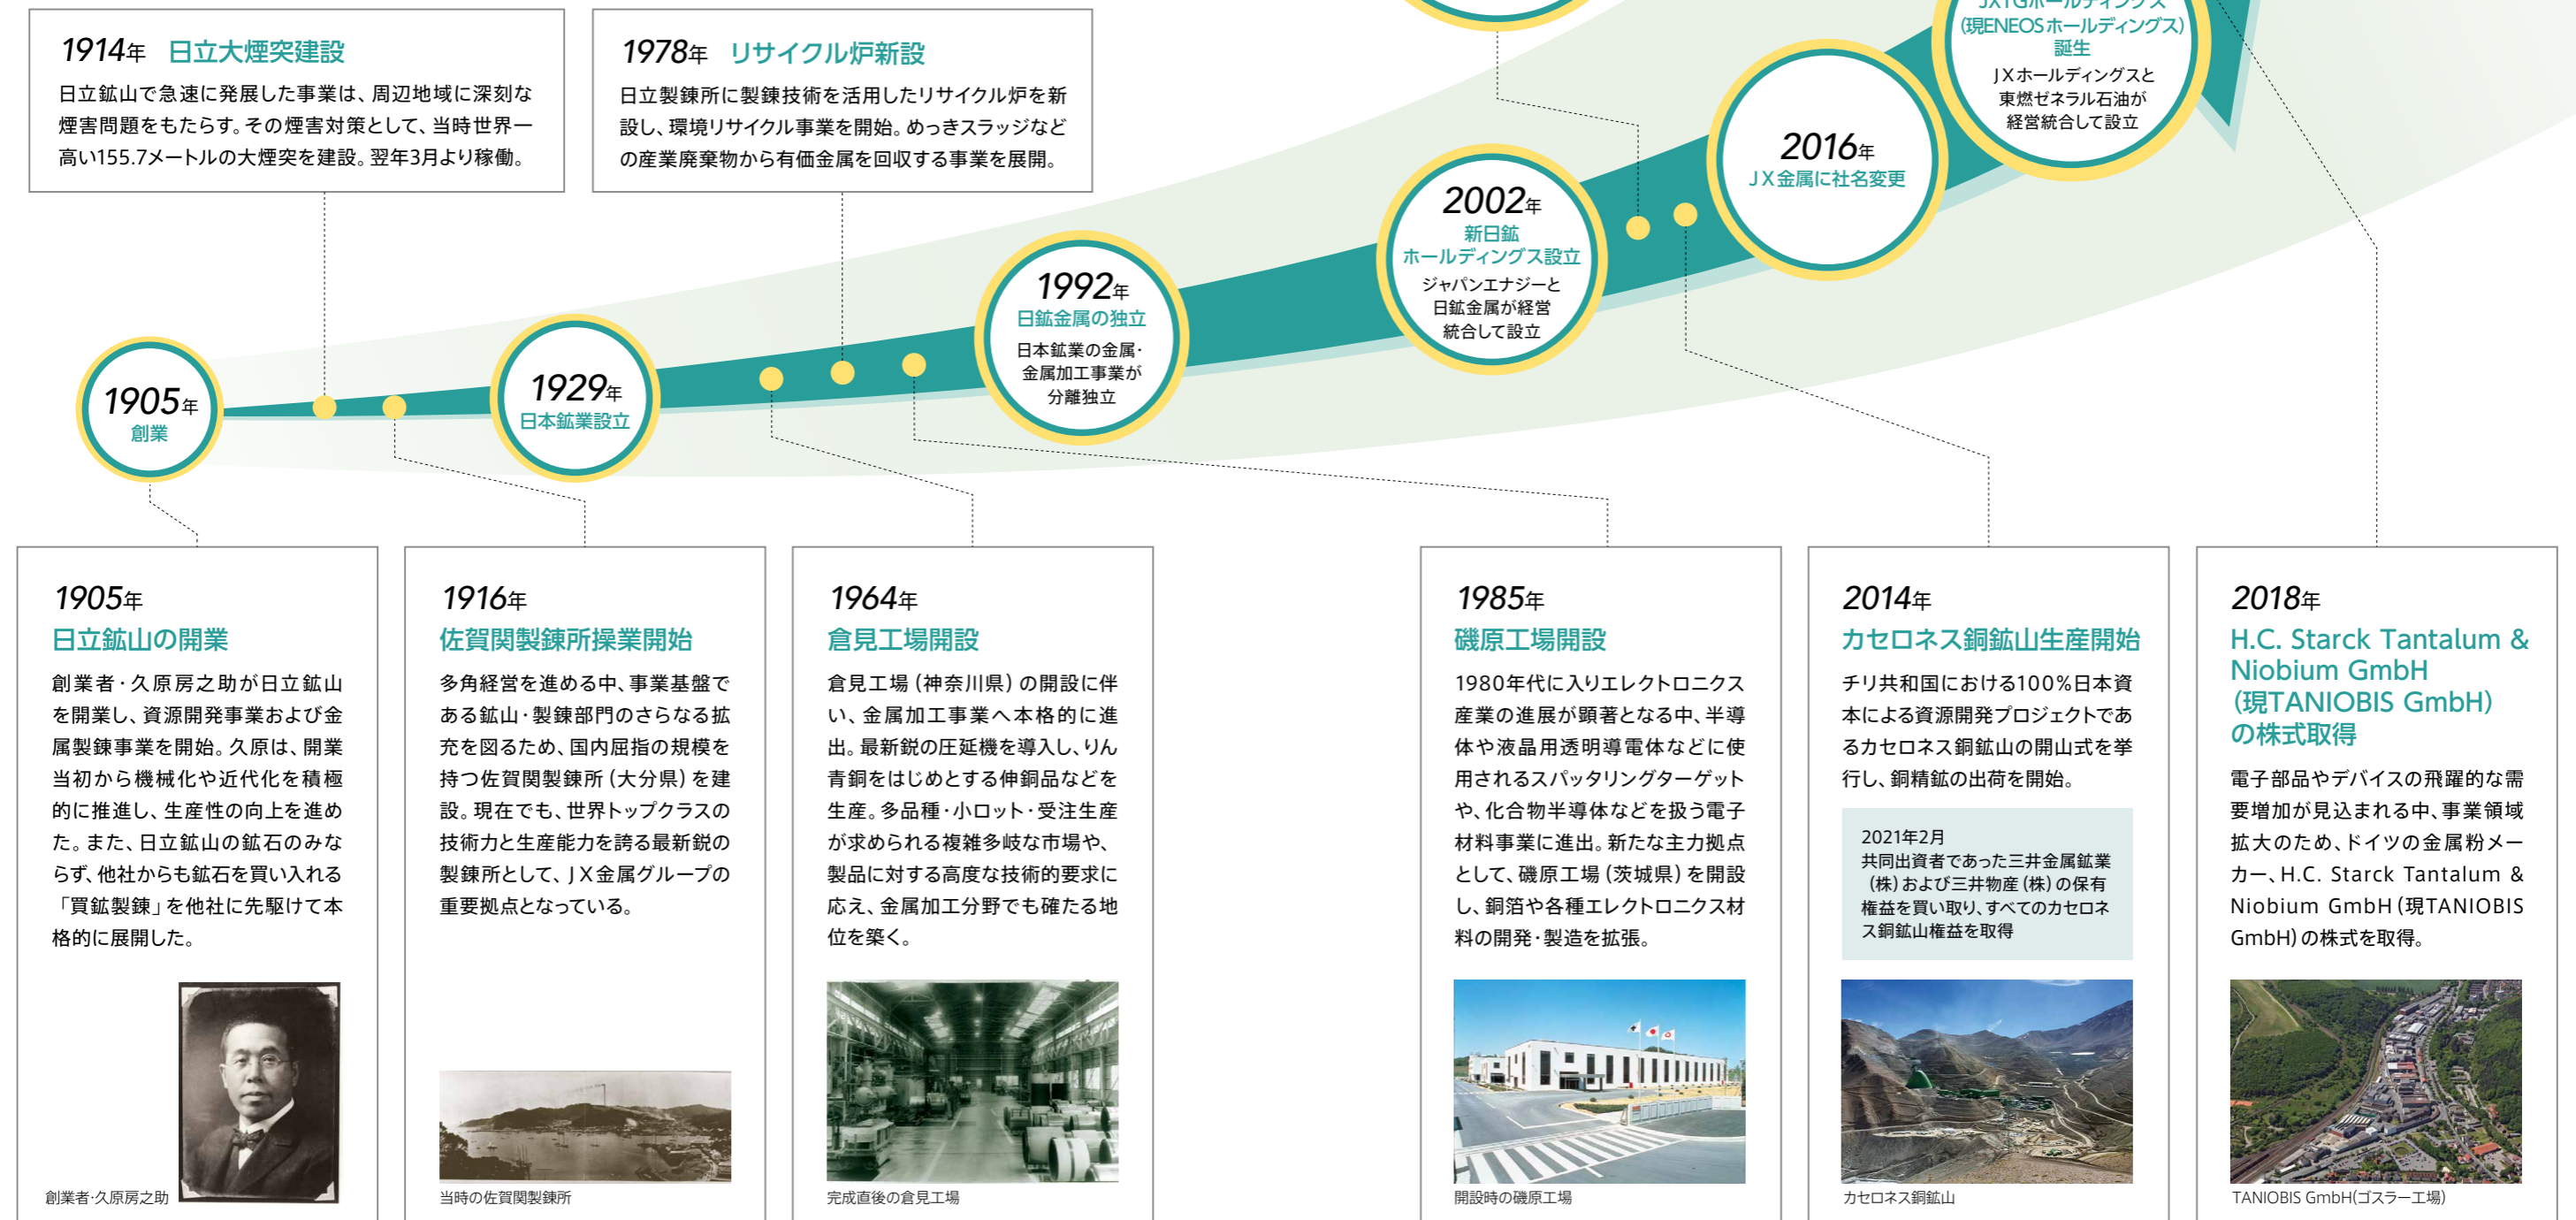 1914年 日立大煙突建設
日立鉱山で急速に発展した事業は、周辺地域に深刻な
煙害問題をもたらす。その煙害対策として、当時世界一
高い155.7メートルの大煙突を建設。翌年3月より稼働。
1978年 リサイクル炉新設
日立製錬所に製錬技術を活用したリサイクル炉を新
設し、環境リサイクル事業を開始。めっきスラッジなど
の産業廃棄物から有価金属を回収する事業を展開。
JXTGホールディングス
(現ENEOSホールディングス)
誕生
JXホールディングスと
東燃ゼネラル石油が
経営統合して設立
2016年
JX金属に社名変更
2002年
新日鉱
ホールディングス設立
ジャパンエナジーと
日鉱金属が経営
統合して設立
1992年
日鉱金属の独立
日本鉱業の金属・
金属加工事業が
分離独立
1929年
日本鉱業設立
1905年
創業
1905年
日立鉱山の開業
創業者・久原房之助が日立鉱山
を開業し、資源開発事業および金
属製錬事業を開始。久原は、開業
当初から機械化や近代化を積極
的に推進し、生産性の向上を進め
た。また、日立鉱山の鉱石のみな
らず、他社からも鉱石を買い入れる
「買鉱製錬」を他社に先駆けて本
格的に展開した。
創業者・久原房之助
1916年
佐賀関製錬所操業開始
多角経営を進める中、事業基盤で
ある鉱山・製錬部門のさらなる拡
充を図るため、国内屈指の規模を
持つ佐賀関製錬所(大分県)を建
設。現在でも、世界トップクラスの
技術力と生産能力を誇る最新鋭の
製錬所として、JX金属グループの
重要拠点となっている。
当時の佐賀関製錬所
1964年
倉見工場開設
倉見工場(神奈川県)の開設に伴
い、金属加工事業へ本格的に進
出。最新鋭の圧延機を導入し、りん
青銅をはじめとする伸銅品などを
生産。多品種・小ロット・受注生産
が求められる複雑多岐な市場や、
製品に対する高度な技術的要求に
応え、金属加工分野でも確たる地
位を築く。
完成直後の倉見工場
1985年
磯原工場開設
1980年代に入りエレクトロニクス
産業の進展が顕著となる中、半導
体や液晶用透明導電体などに使
用されるスパッタリングターゲット
や、化合物半導体などを扱う電子
材料事業に進出。新たな主力拠点
として、磯原工場(茨城県)を開設
し、銅箔や各種エレクトロニクス材
料の開発・製造を拡張。
開設時の磯原工場
2014年
カセロネス銅鉱山生産開始
チリ共和国における100%日本資
本による資源開発プロジェクトであ
るカセロネス銅鉱山の開山式を挙
行し、銅精鉱の出荷を開始。
2021年2月
共同出資者であった三井金属鉱業
(株)および三井物産(株)の保有
権益を買い取り、すべてのカセロネ
ス銅鉱山権益を取得
カセロネス銅鉱山
2018年
H.C. Starck Tantalum &
Niobium GmbH
(現TANIOBIS GmbH)
の株式取得
電子部品やデバイスの飛躍的な需
要増加が見込まれる中、事業領域
拡大のため、ドイツの金属粉メー
カー、H.C. Starck Tantalum &
Niobium GmbH(現TANIOBIS
GmbH)の株式を取得。
TANIOBIS GmbH(ゴスラー工場)